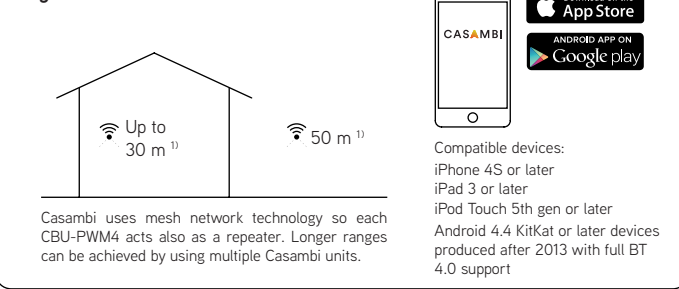 Up to
30 m ¹⁾
50 m ¹⁾
Casambi uses mesh network technology so each
CBU-PWM4 acts also as a repeater. Longer ranges
can be achieved by using multiple Casambi units.
CASAMBI
App Store
ANDROID APP ON
Google play
Compatible devices:
iPhone 4S or later
iPad 3 or later
iPod Touch 5th gen or later
Android 4.4 KitKat or later devices
produced after 2013 with full BT
4.0 support